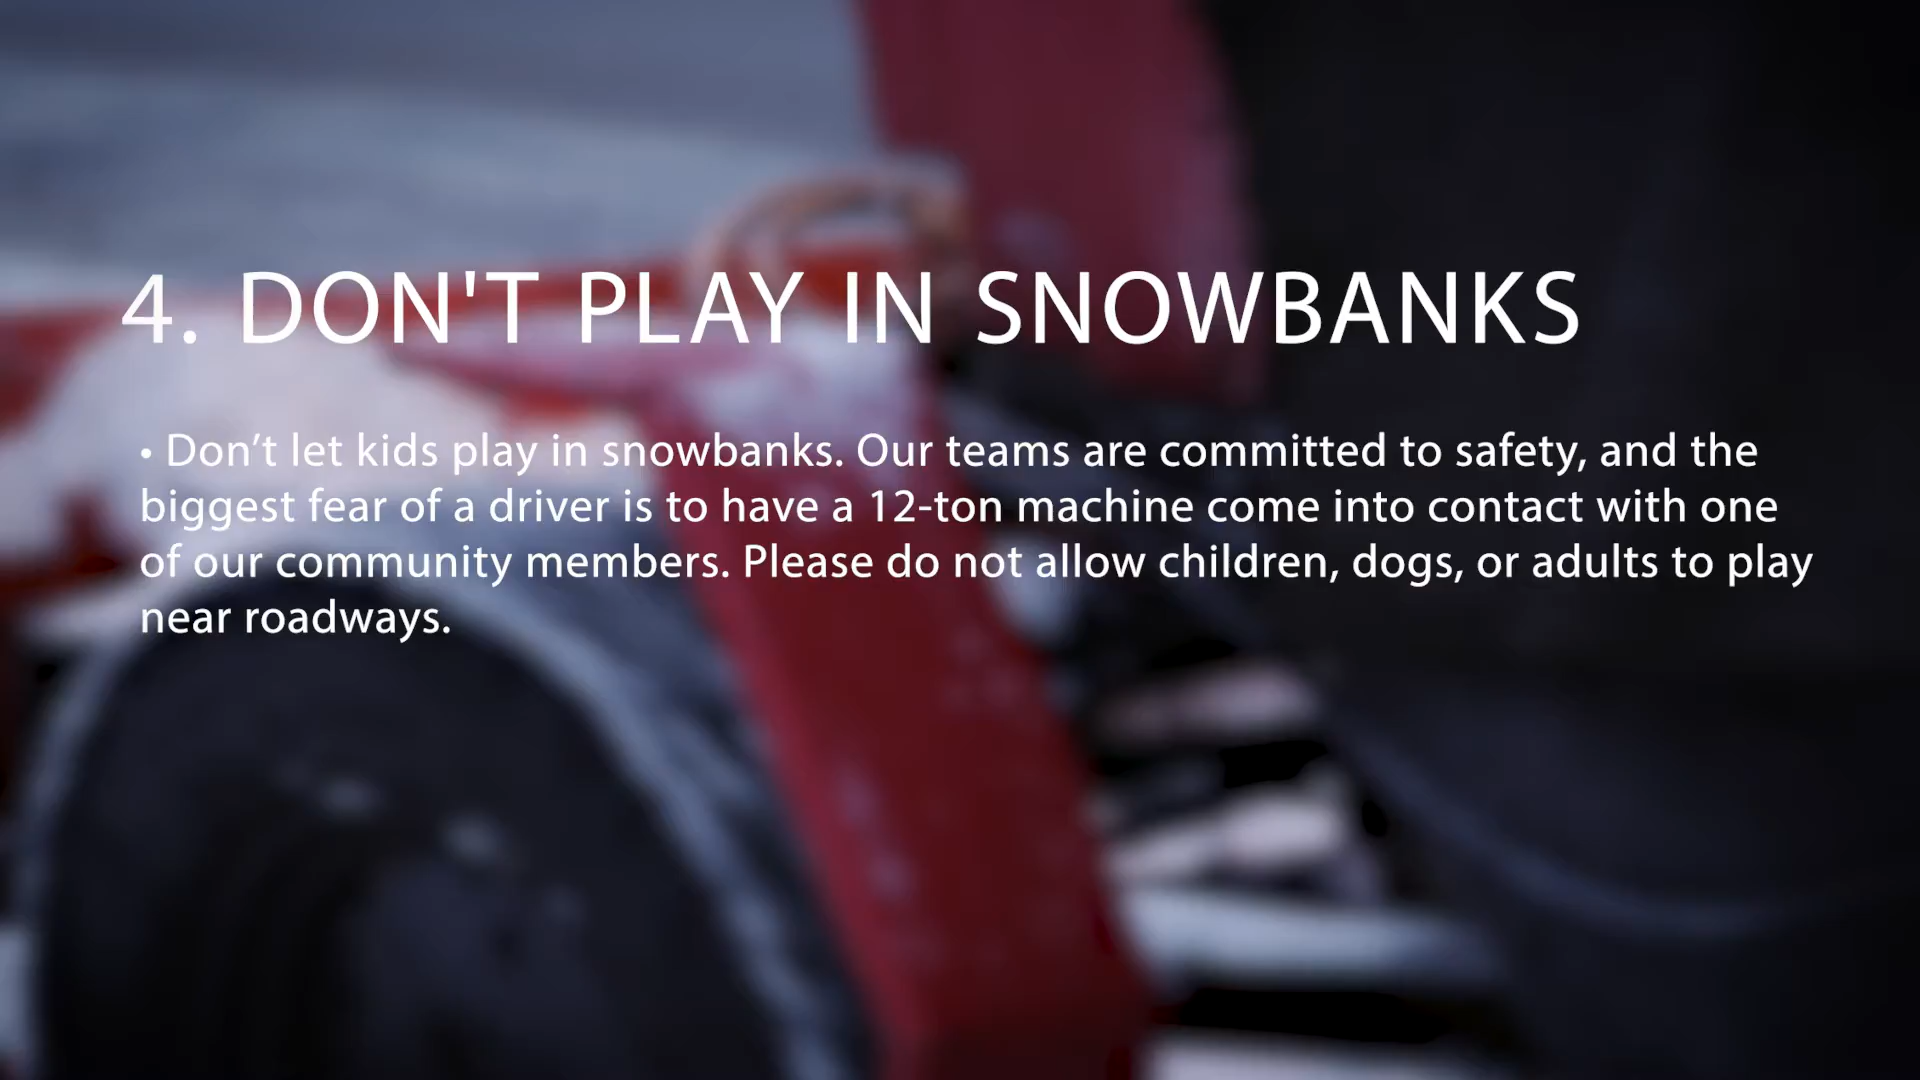 4. DON'T PLAY IN SNOWBANKS
• Don’t let kids play in snowbanks. Our teams are committed to safety, and the
biggest fear of a driver is to have a 12-ton machine come into contact with one
of our community members. Please do not allow children, dogs, or adults to play
near roadways.